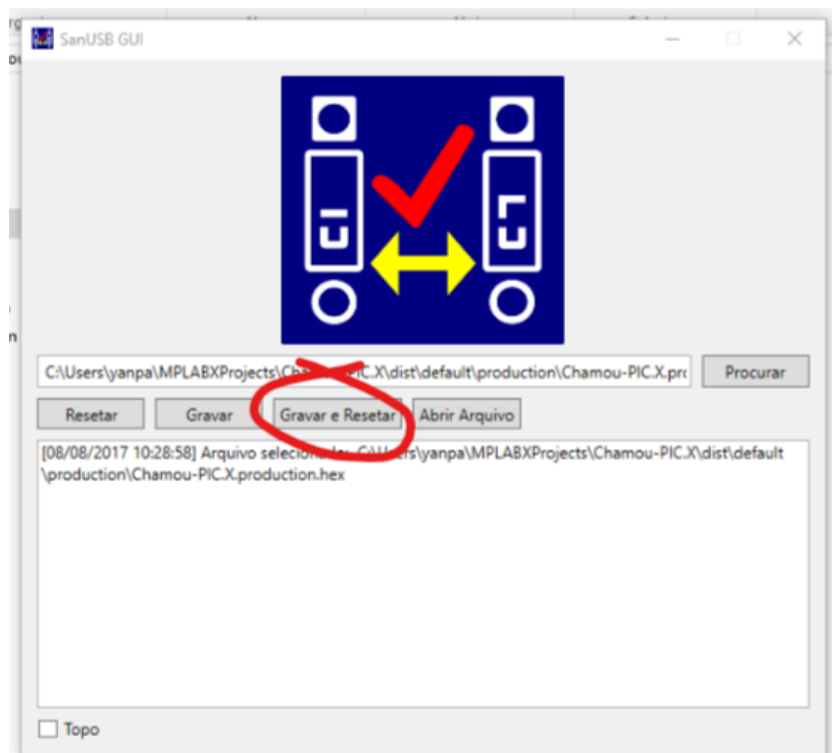 SanUSB GUI
C:\Users\yanpa\MPLABXProjects\Chamou-PIC.X\dist\default\production\Chamou-PIC.X.pro
Procurar
Resetar Gravar Gravar e Resetar Abrir Arquivo
[08/08/2017 10:28:58] Arquivo selecionado: C:\Users\yanpa\MPLABXProjects\Chamou-PIC.X\dist\default
\production\Chamou-PIC.X.production.hex
Topo